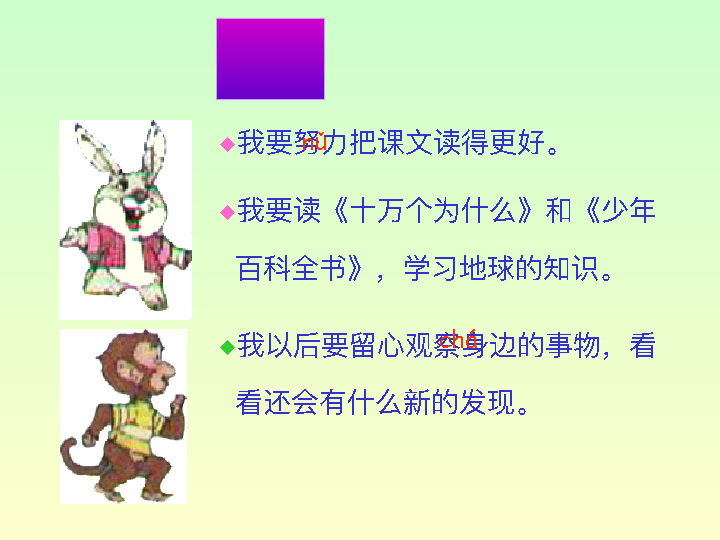 我要努力把课文读得更好。
nǔ
我要读《十万个为什么》和《少年
百科全书》，学习地球的知识。
我以后要留心观察身边的事物，看
chá
看还会有什么新的发现。